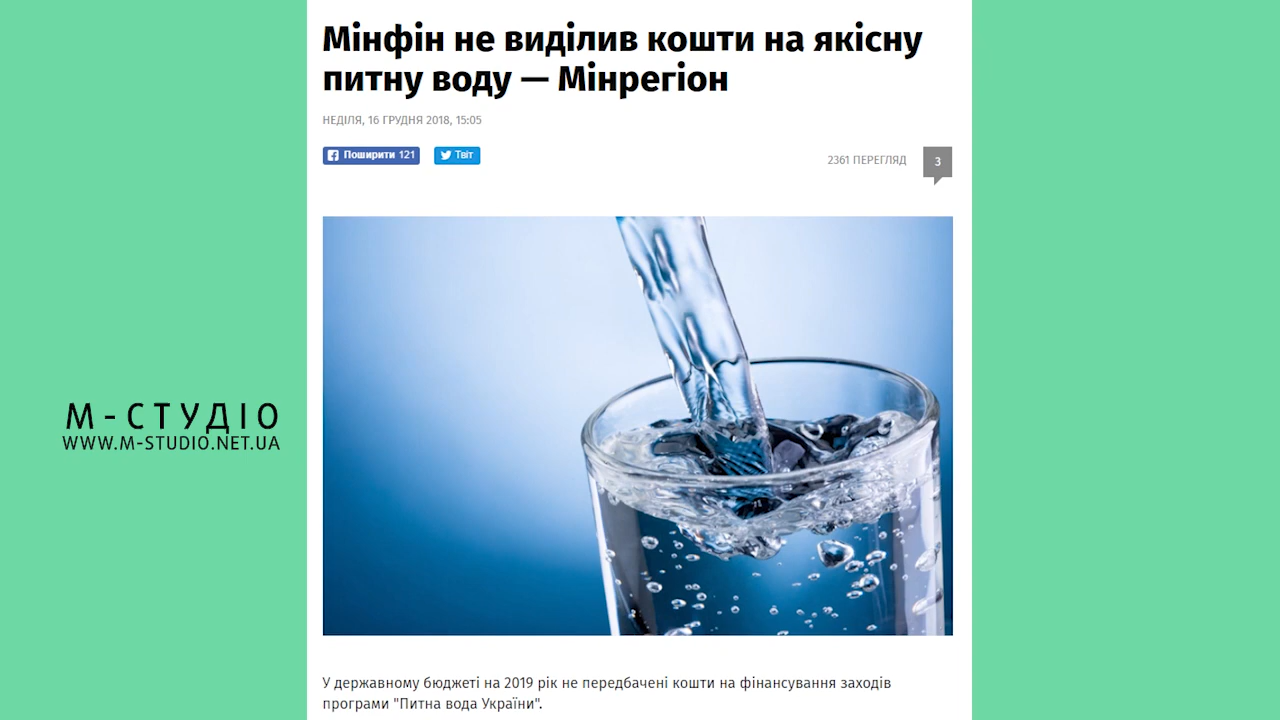 Мінфін не виділив кошти на якісну
питну воду — Мінрегіон
НЕДІЛЯ, 16 ГРУДНЯ 2018, 15:05
Поширити 121
Твіт
2361 ПЕРЕГЛЯД
3
М-СТУДІО
WWW.M-STUDIO.NET.UA
У державному бюджеті на 2019 рік не передбачені кошти на фінансування заходів
програми "Питна вода України".